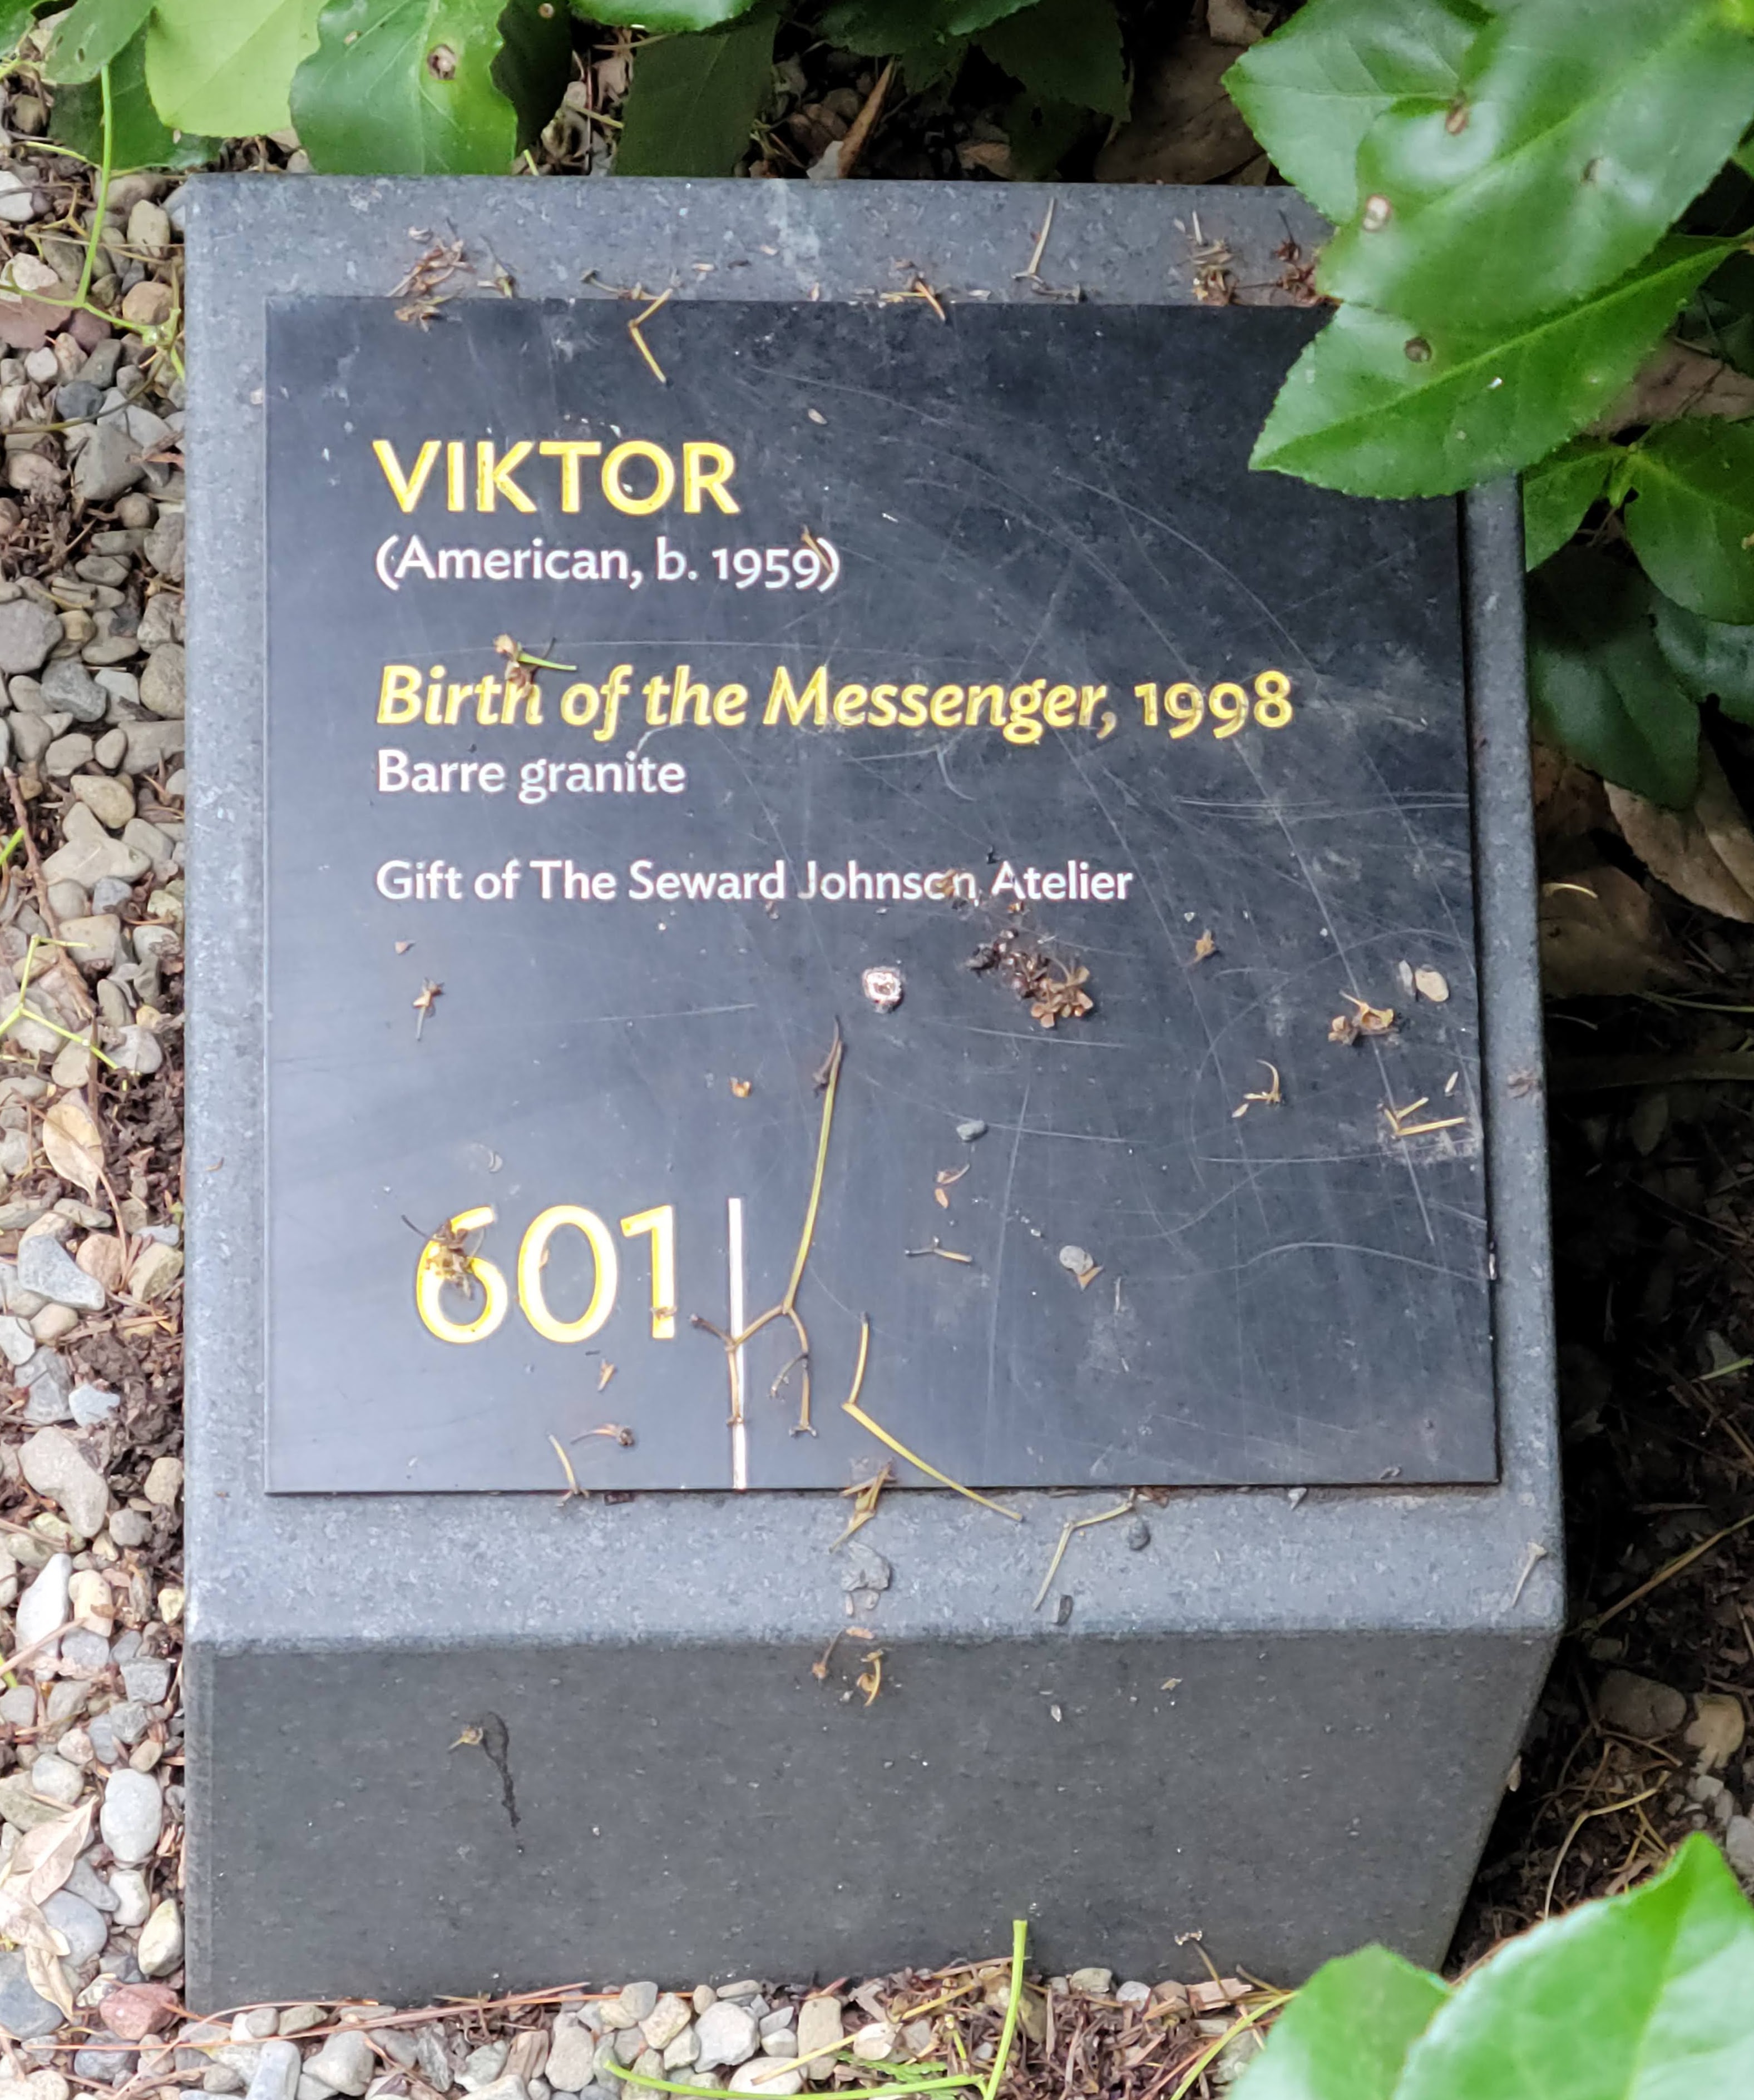 VIKTOR
(American, b. 1959)
Birth of the Messenger, 1998
Barre granite
Gift of The Seward Johnson Atelier
601